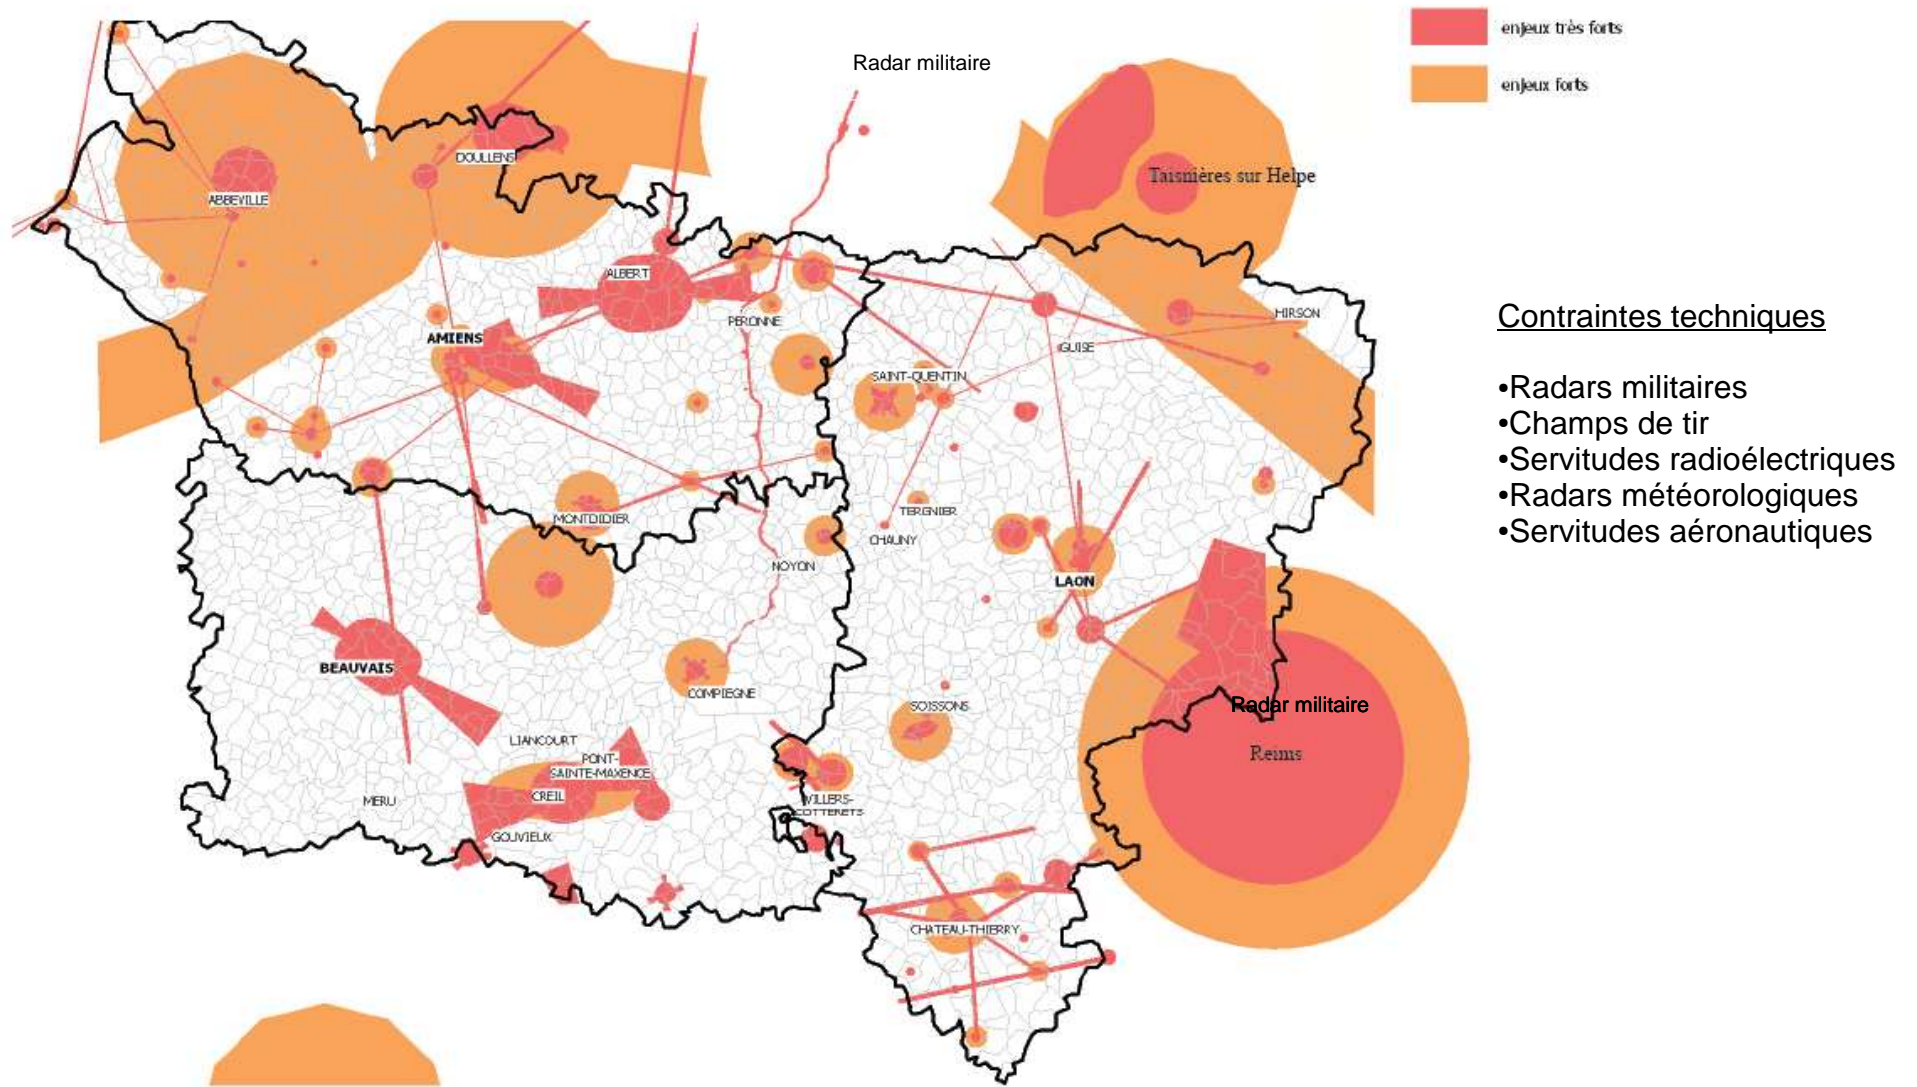 enjeux très forts
enjeux forts
Radar militaire
DOULLENS
Taisnières sur Helpe
ABBEVILLE
ALBERT
PERONNE
HIRSON
AMIENS
GUISE
SAINT-QUENTIN
Contraintes techniques
•Radars militaires
•Champs de tir
•Servitudes radioélectriques
•Radars météorologiques
•Servitudes aéronautiques
MONTDIDIER
TERGNIER
CHAUNY
NOYON
LAON
BEAUVAIS
COMPIEGNE
SOISSONS
Radar militaire
Reims
LIANCOURT
PONT-
SAINTE-MAXENCE
CREIL
MERU
VILLERS-
COTTERETS
GOUVIEUX
CHATEAU-THIERRY